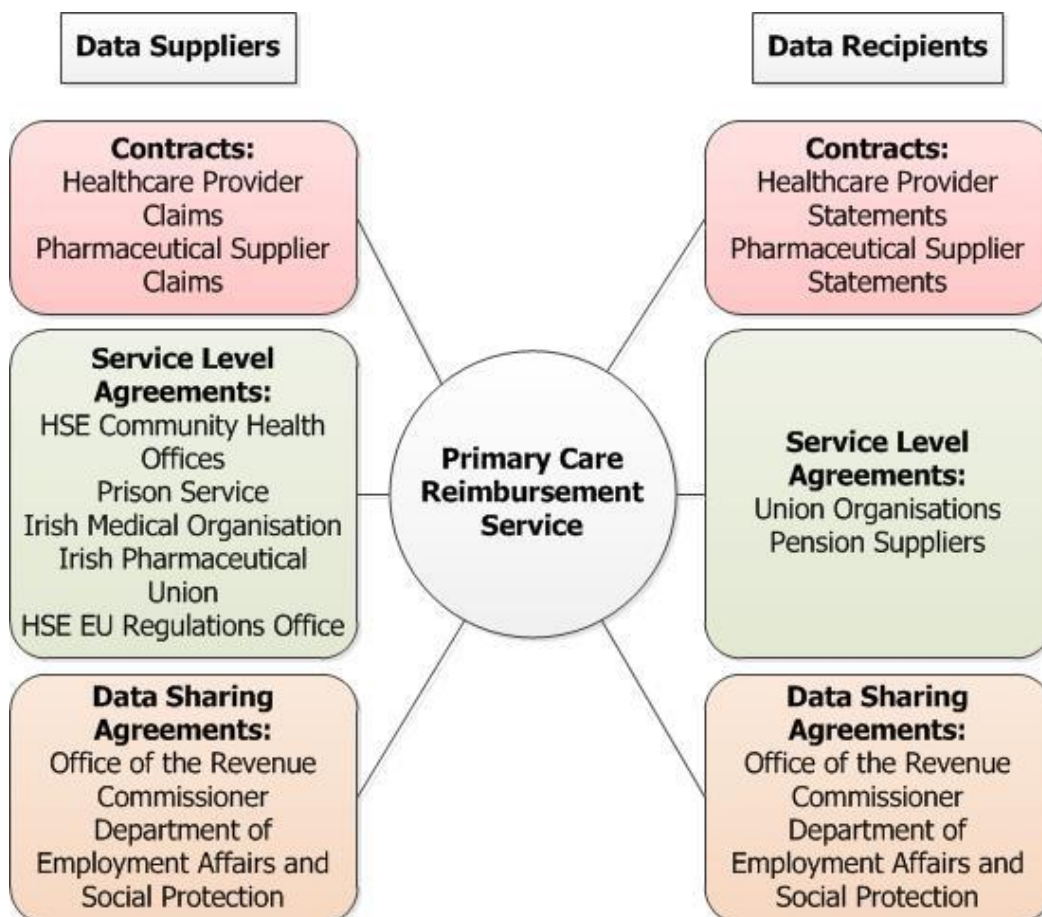 Data Suppliers
Contracts:
Healthcare Provider
Claims
Pharmaceutical Supplier
Claims
Service Level
Agreements:
HSE Community Health
Offices
Prison Service
Irish Medical Organisation
Irish Pharmaceutical
Union
HSE EU Regulations Office
Data Sharing
Agreements:
Office of the Revenue
Commissioner
Department of
Employment Affairs and
Social Protection
Primary Care
Reimbursement
Service
Data Recipients
Contracts:
Healthcare Provider
Statements
Pharmaceutical Supplier
Statements
Service Level
Agreements:
Union Organisations
Pension Suppliers
Data Sharing
Agreements:
Office of the Revenue
Commissioner
Department of
Employment Affairs and
Social Protection